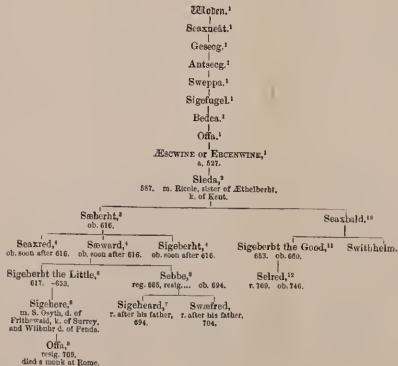 Woden.¹
Seaxneát.¹
Gesecg.¹
Antsecg.¹
Sweppa.¹
Sigefugel.¹
Bedca.¹
Offa.¹
ÆSCWINE OR ERCENWINE,¹
a. 527.
Sleda,²
587. m. Ricole, sister of Æthelberht,
k. of Kent.
Sæberht,³ Seaxbald.¹⁰
ob. 616.
Seaxred,⁴ Sæward,⁴ Sigeberht,⁴ Sigeberht the Good,¹¹ Swithhelm.
ob. soon after 616. ob. soon after 616. ob. soon after 616. 653. ob. 660.
Sigeberht the Little,⁵ Sebbe,⁶ Selred,¹²
617. –653. reg. 665, resig.... ob. 694. r. 709. ob. 746.
Sigehere,⁶ Sigeheard,⁷ Swæfred,
m. S. Osyth, d. of r. after his father, r. after his father,
Frithewald, k. of Surrey, 694. 704.
and Wilbuhr d. of Penda.
Offa,⁸
resig. 709,
died a monk at Rome.